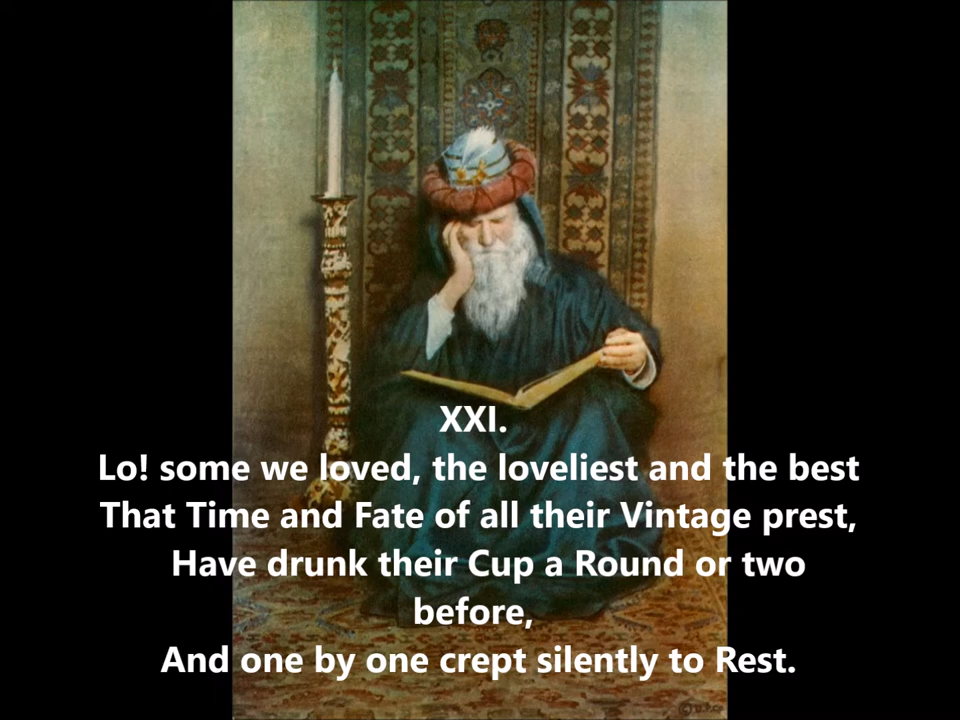 XXI.
Lo! some we loved, the loveliest and the best
That Time and Fate of all their Vintage prest,
Have drunk their Cup a Round or two
before,
And one by one crept silently to Rest.